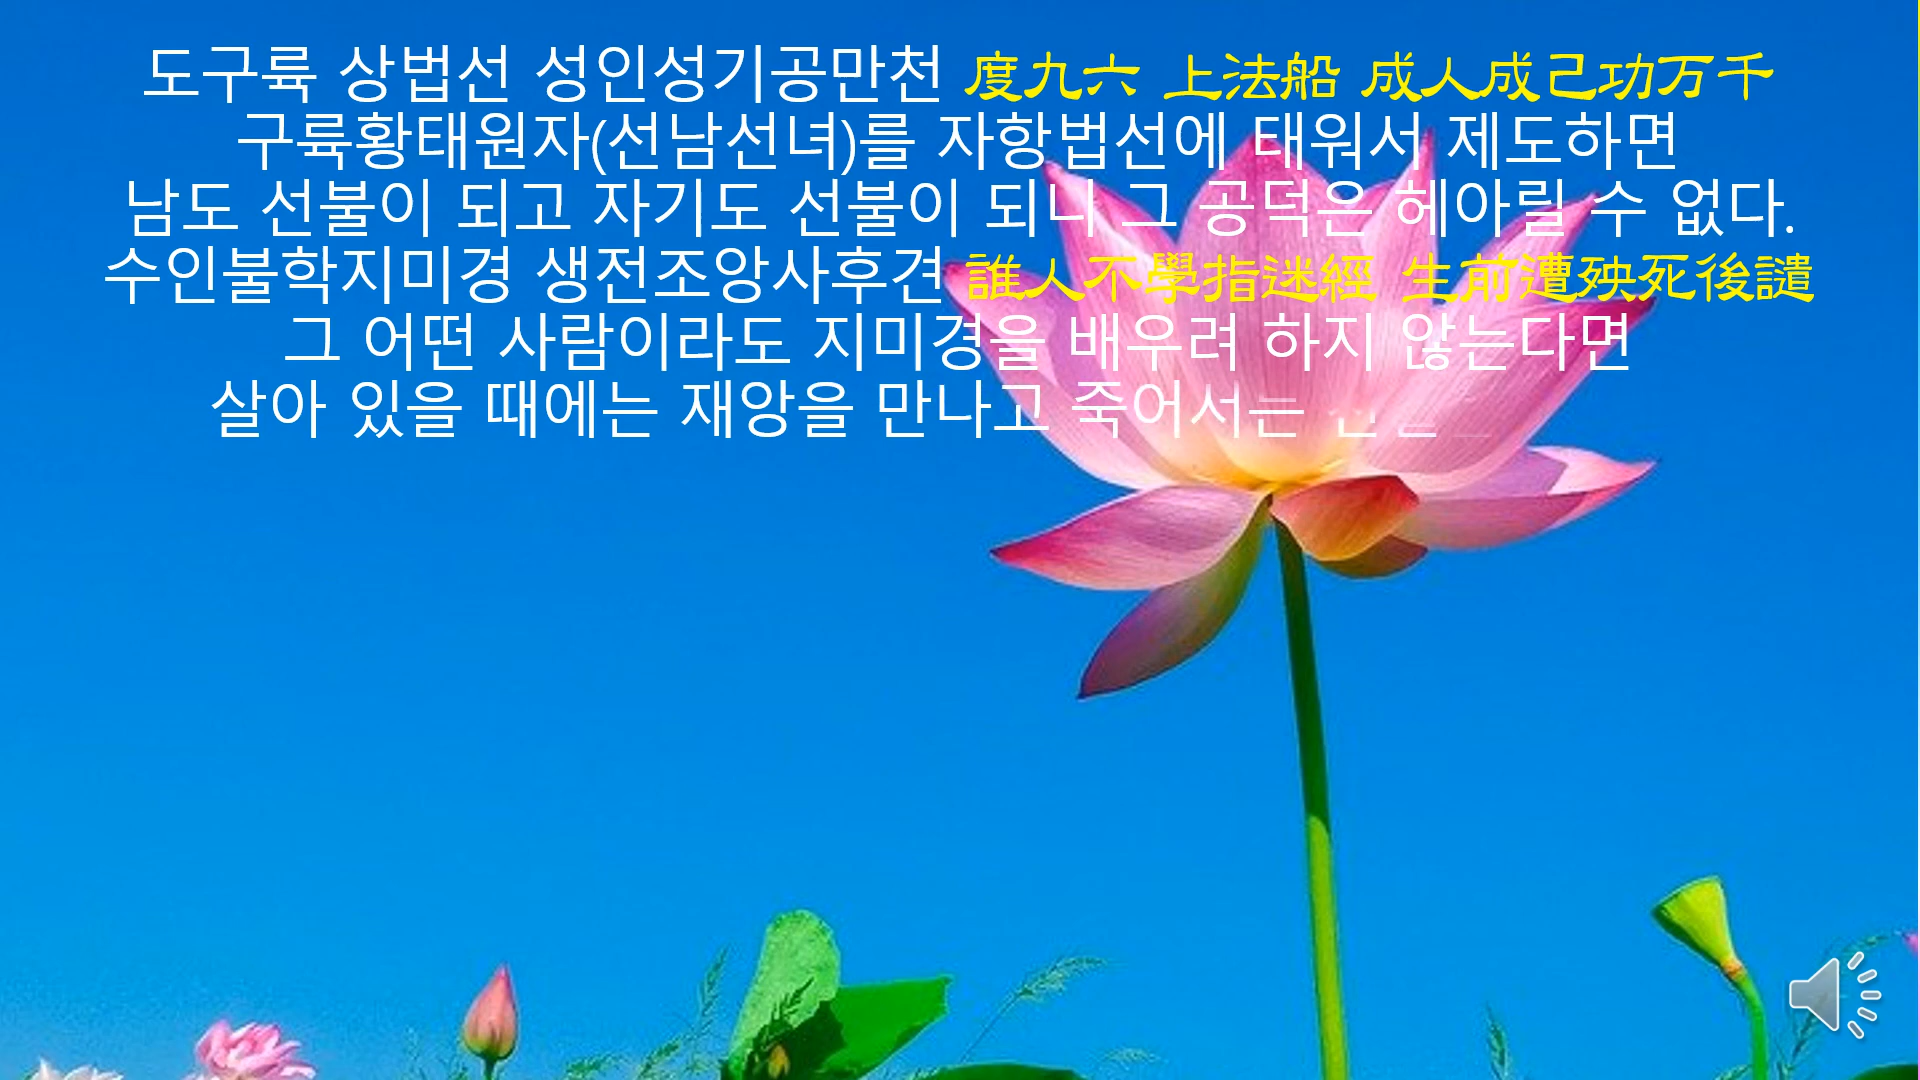 도구륙 상법선 성인성기공만천 度九六 上法船 成人成己功万千
구륙황태원자(선남선녀)를 자항법선에 태워서 제도하면
남도 선불이 되고 자기도 선불이 되니 그 공덕은 헤아릴 수 없다.
수인불학지미경 생전조앙사후견 誰人不學指迷經 生前遭殃死後譴
그 어떤 사람이라도 지미경을 배우려 하지 않는다면
살아 있을 때에는 재앙을 만나고 죽어서는